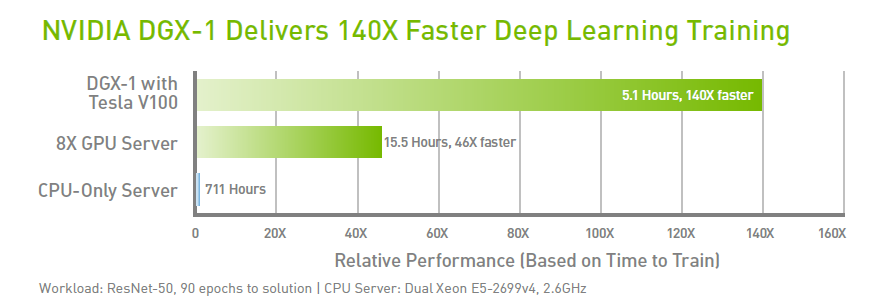 NVIDIA DGX-1 Delivers 140X Faster Deep Learning Training
DGX-1 with
Tesla V100
5.1 Hours, 140X faster
8X GPU Server
15.5 Hours, 46X faster
CPU-Only Server
711 Hours
0 20X 40X 60X 80X 100X 120X 140X 160X
Relative Performance (Based on Time to Train)
Workload: ResNet-50, 90 epochs to solution | CPU Server: Dual Xeon E5-2699v4, 2.6GHz